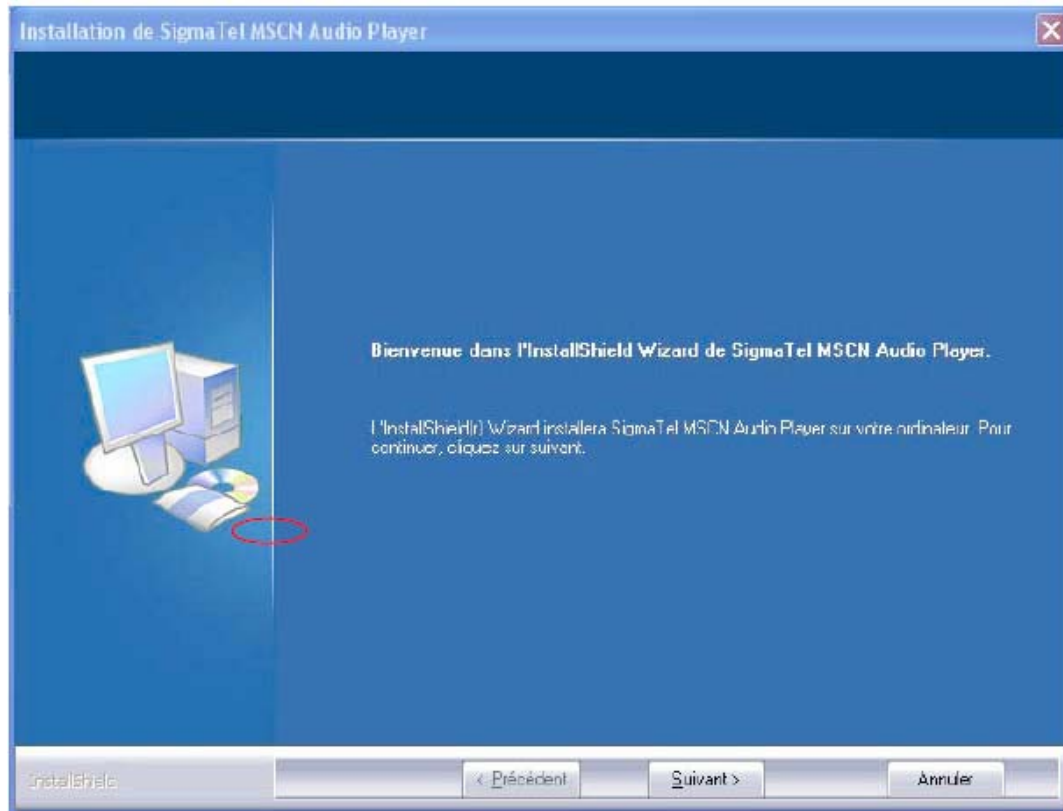 Installation de SigmaTel MSCN Audio Player
Bienvenue dans l'InstallShield Wizard de SigmaTel MSCN Audio Player.
L'InstallShield(r) Wizard installera SigmaTel MSCN Audio Player sur votre ordinateur. Pour
continuer, cliquez sur suivant.
InstallShield
< Précédent
Suivant >
Annuler